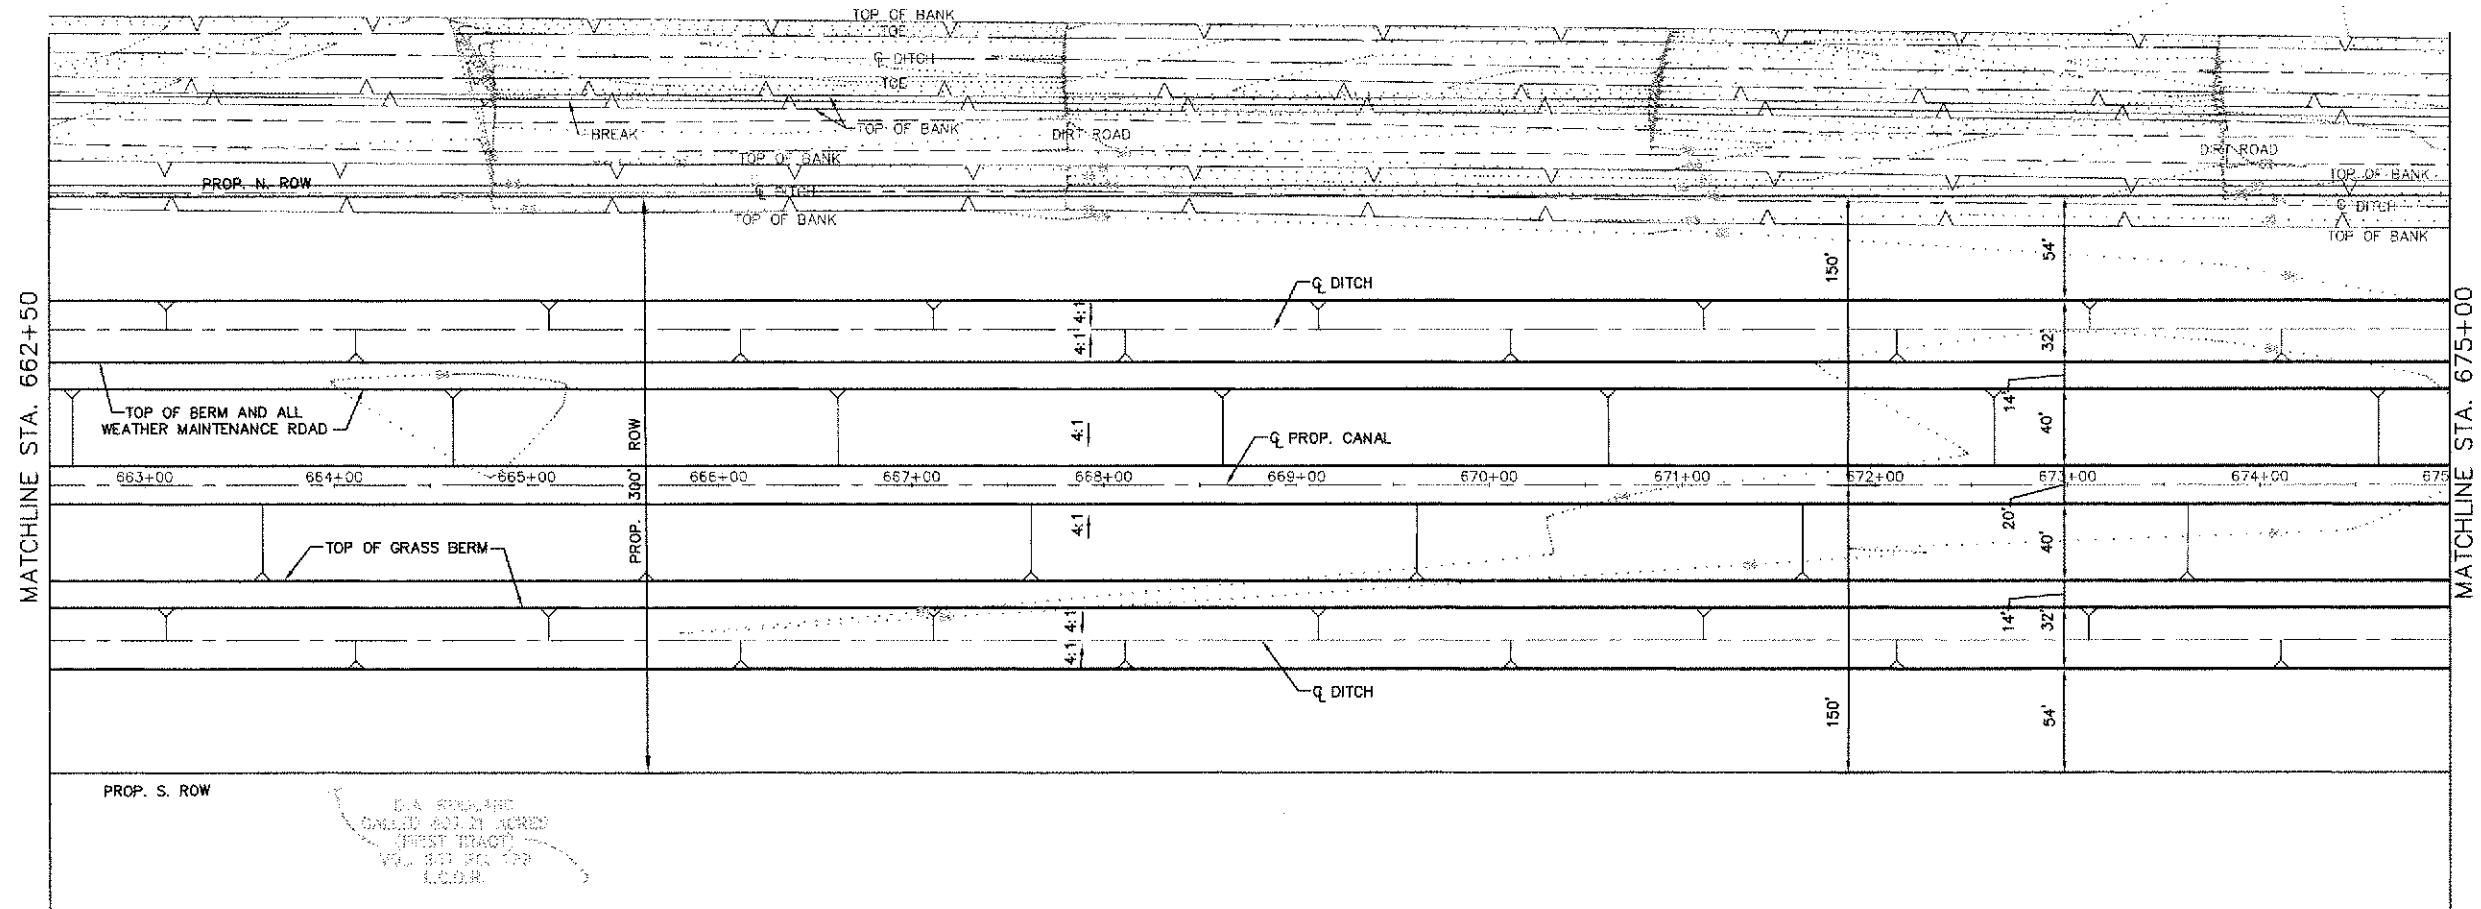 TOP OF BANK
TOE
℄ DITCH
TOE
BREAK
TOP OF BANK
DIRT ROAD
DIRT ROAD
TOP OF BANK
TOP OF BANK
PROP. N. ROW
℄ DITCH
℄ DITCH
TOP OF BANK
TOP OF BANK
54'
150'
℄ DITCH
MATCHLINE STA. 662+50
MATCHLINE STA. 675+00
4:1
4:1
32'
14'
TOP OF BERM AND ALL
WEATHER MAINTENANCE ROAD
4:1
40'
℄ PROP. CANAL
PROP. 300' ROW
663+00
664+00
665+00
666+00
667+00
668+00
669+00
670+00
671+00
672+00
673+00
674+00
675
20'
4:1
40'
TOP OF GRASS BERM
14'
4:1
4:1
32'
℄ DITCH
150'
54'
PROP. S. ROW
(FIRST TRACT)